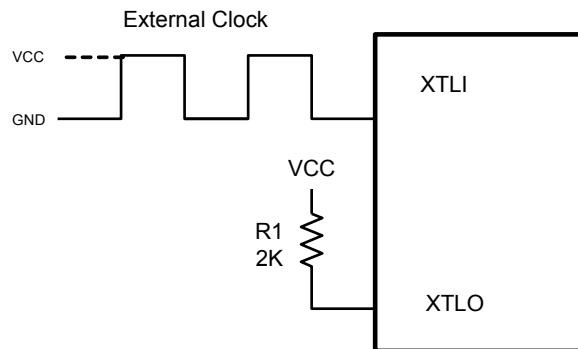 External Clock
VCC
GND
XTLI
VCC
R1
2K
XTLO